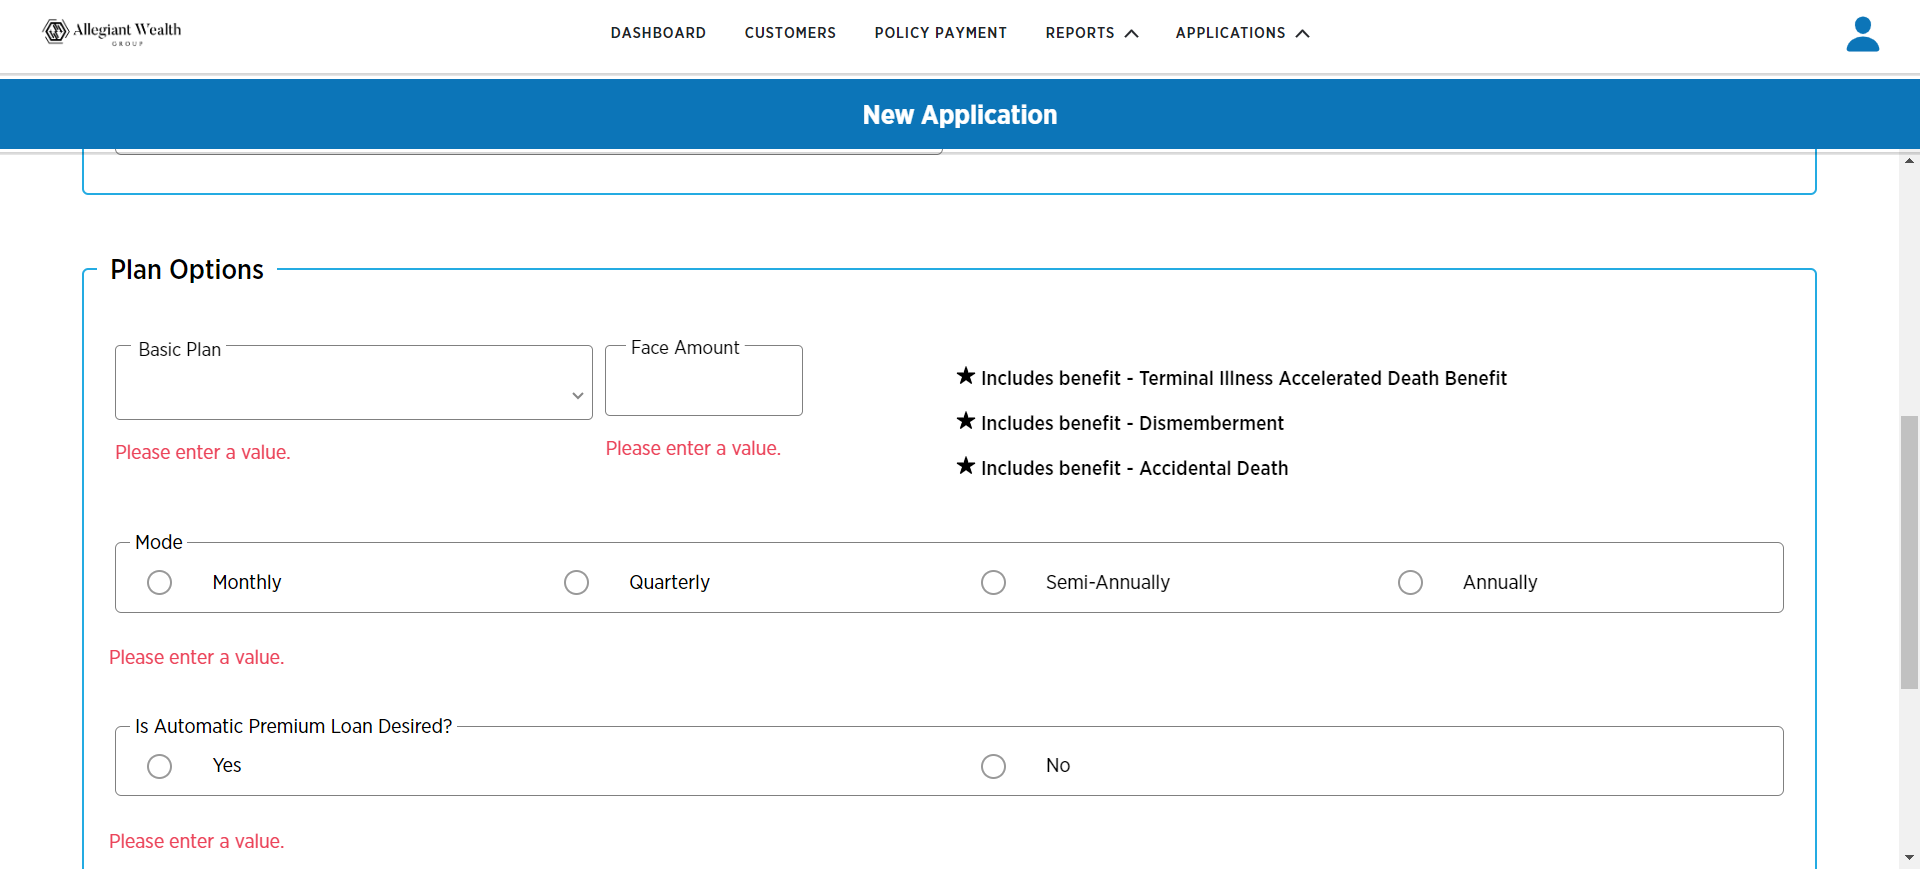 Allegiant Wealth
GROUP
DASHBOARD
CUSTOMERS
POLICY PAYMENT
REPORTS
APPLICATIONS
New Application
Plan Options
Basic Plan
Face Amount
Please enter a value.
Please enter a value.
★ Includes benefit - Terminal Illness Accelerated Death Benefit
★ Includes benefit - Dismemberment
★ Includes benefit - Accidental Death
Mode
Monthly
Quarterly
Semi-Annually
Annually
Please enter a value.
Is Automatic Premium Loan Desired?
Yes
No
Please enter a value.